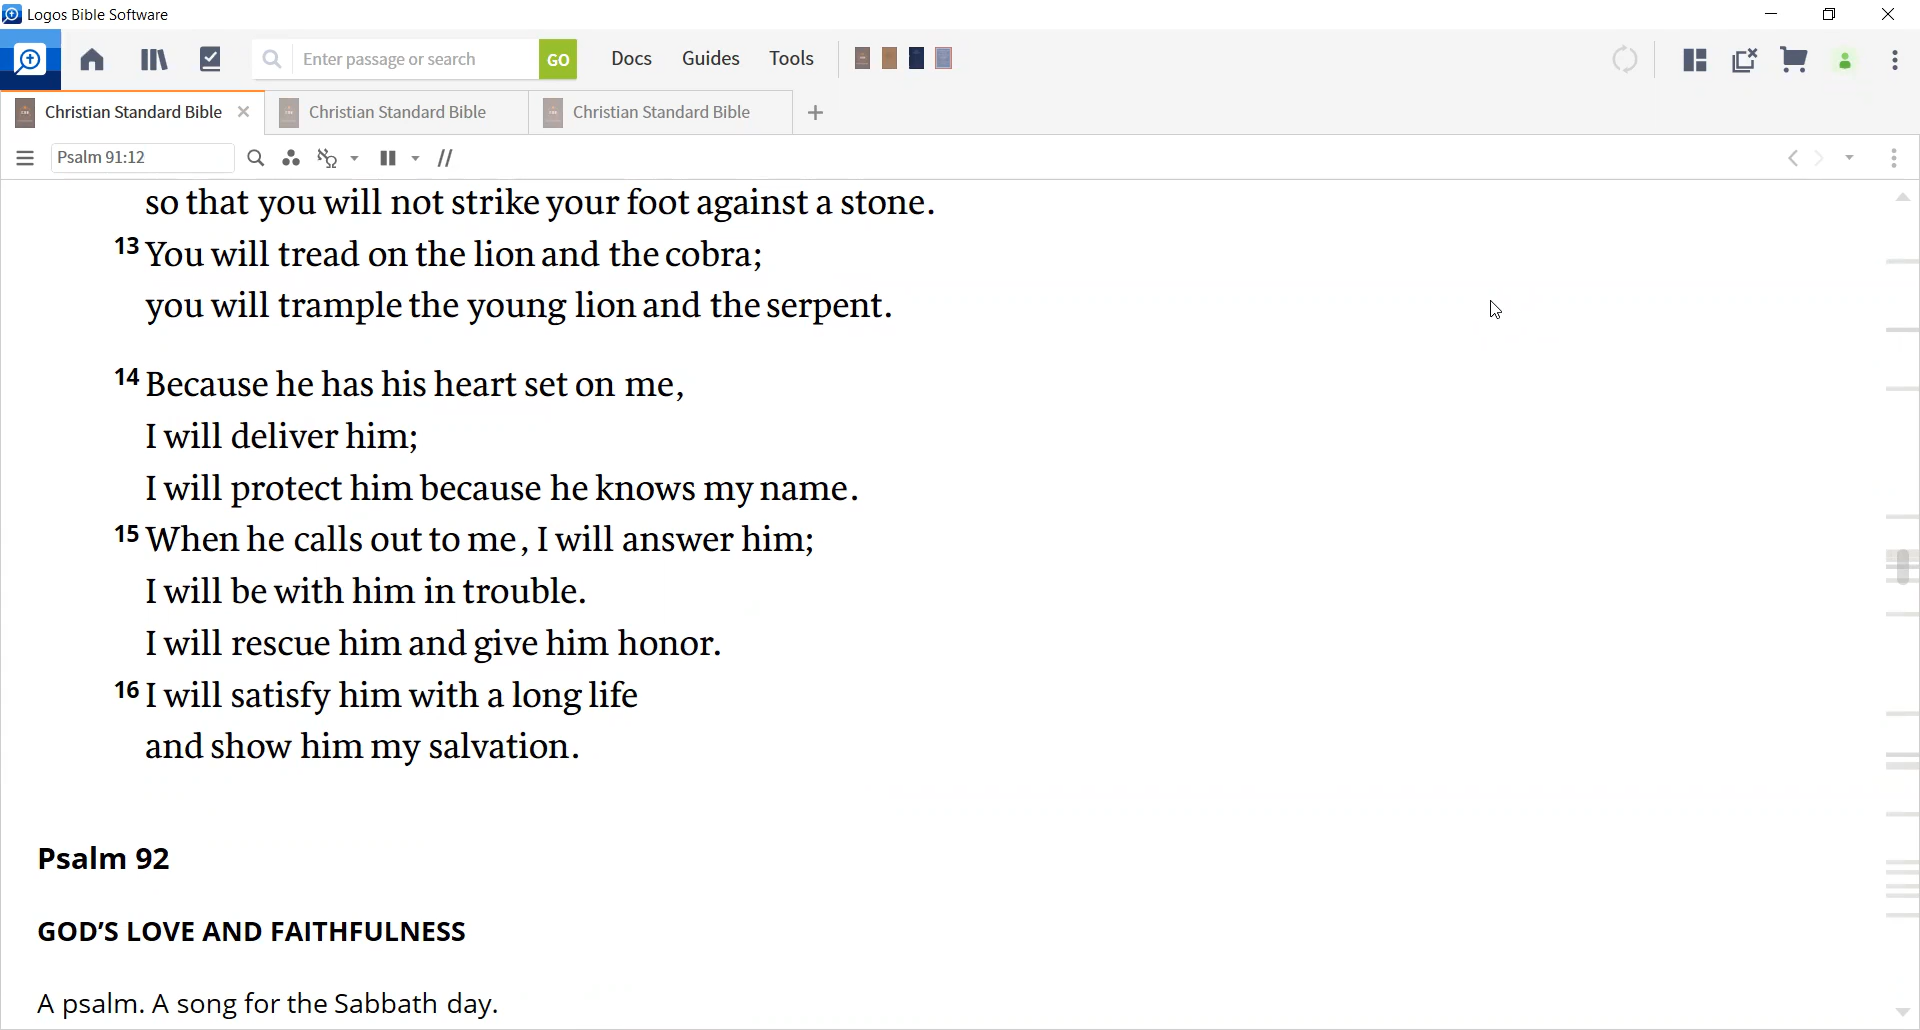 Logos Bible Software
Enter passage or search
GO
Docs
Guides
Tools
Christian Standard Bible
Christian Standard Bible
Christian Standard Bible
Psalm 91:12
so that you will not strike your foot against a stone.
13 You will tread on the lion and the cobra;
you will trample the young lion and the serpent.
14 Because he has his heart set on me,
I will deliver him;
I will protect him because he knows my name.
15 When he calls out to me, I will answer him;
I will be with him in trouble.
I will rescue him and give him honor.
16 I will satisfy him with a long life
and show him my salvation.
Psalm 92
GOD’S LOVE AND FAITHFULNESS
A psalm. A song for the Sabbath day.